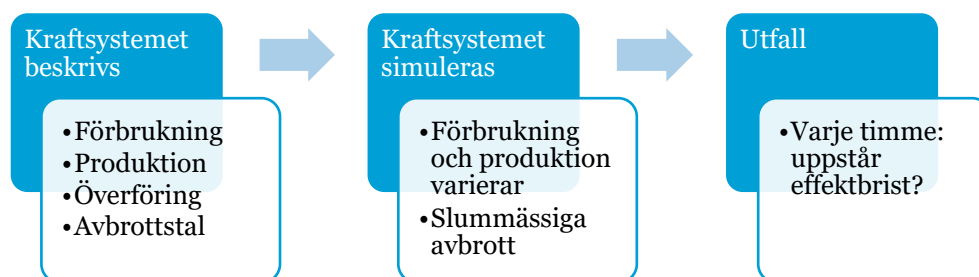 Kraftsystemet
beskrivs
•Förbrukning
•Produktion
•Överföring
•Avbrottstal
Kraftsystemet
simuleras
•Förbrukning
och produktion
varierar
•Slummässiga
avbrott
Utfall
•Varje timme:
uppstår
effektbrist?